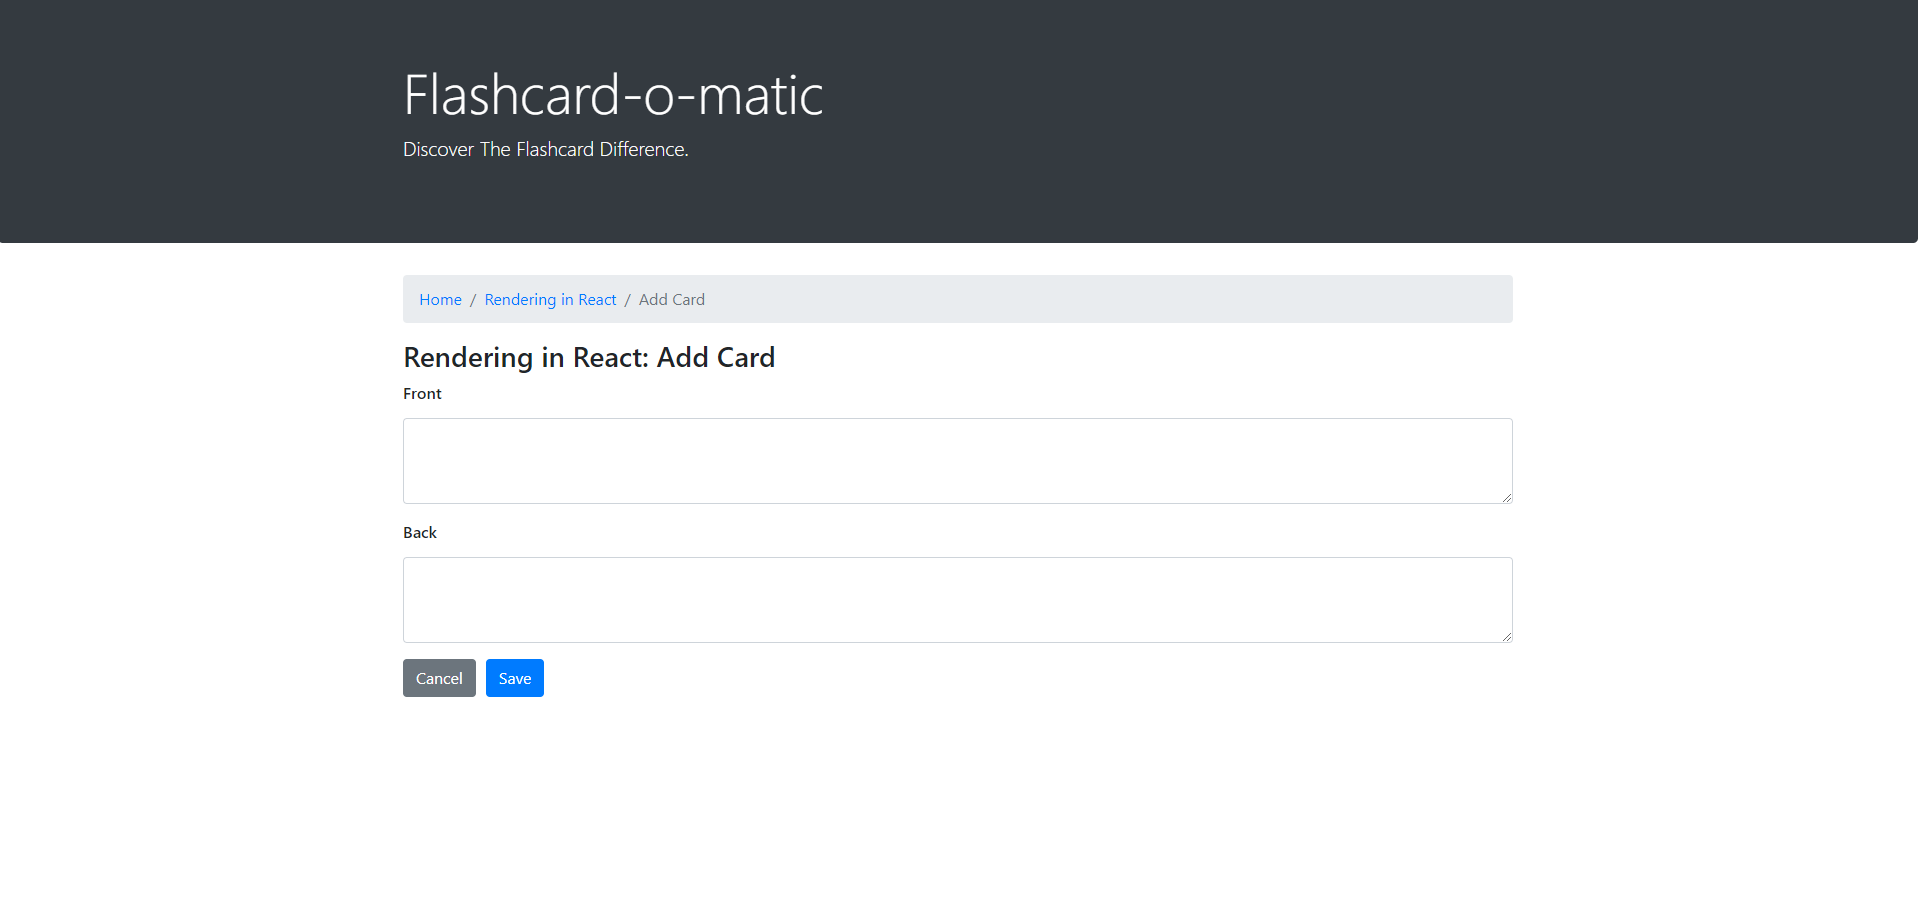 Flashcard-o-matic
Discover The Flashcard Difference.
Home / Rendering in React / Add Card
Rendering in React: Add Card
Front
Back
Cancel Save